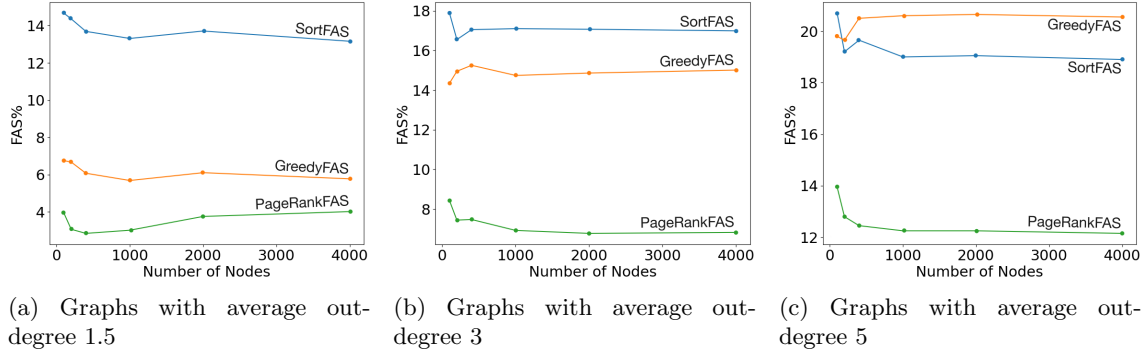 14
12
10
8
6
4
FAS%
SortFAS
GreedyFAS
PageRankFAS
0 1000 2000 3000 4000
Number of Nodes
(a) Graphs with average out-
degree 1.5
18
16
14
12
10
8
FAS%
SortFAS
GreedyFAS
PageRankFAS
0 1000 2000 3000 4000
Number of Nodes
(b) Graphs with average out-
degree 3
20
18
16
14
12
FAS%
GreedyFAS
SortFAS
PageRankFAS
0 1000 2000 3000 4000
Number of Nodes
(c) Graphs with average out-
degree 5